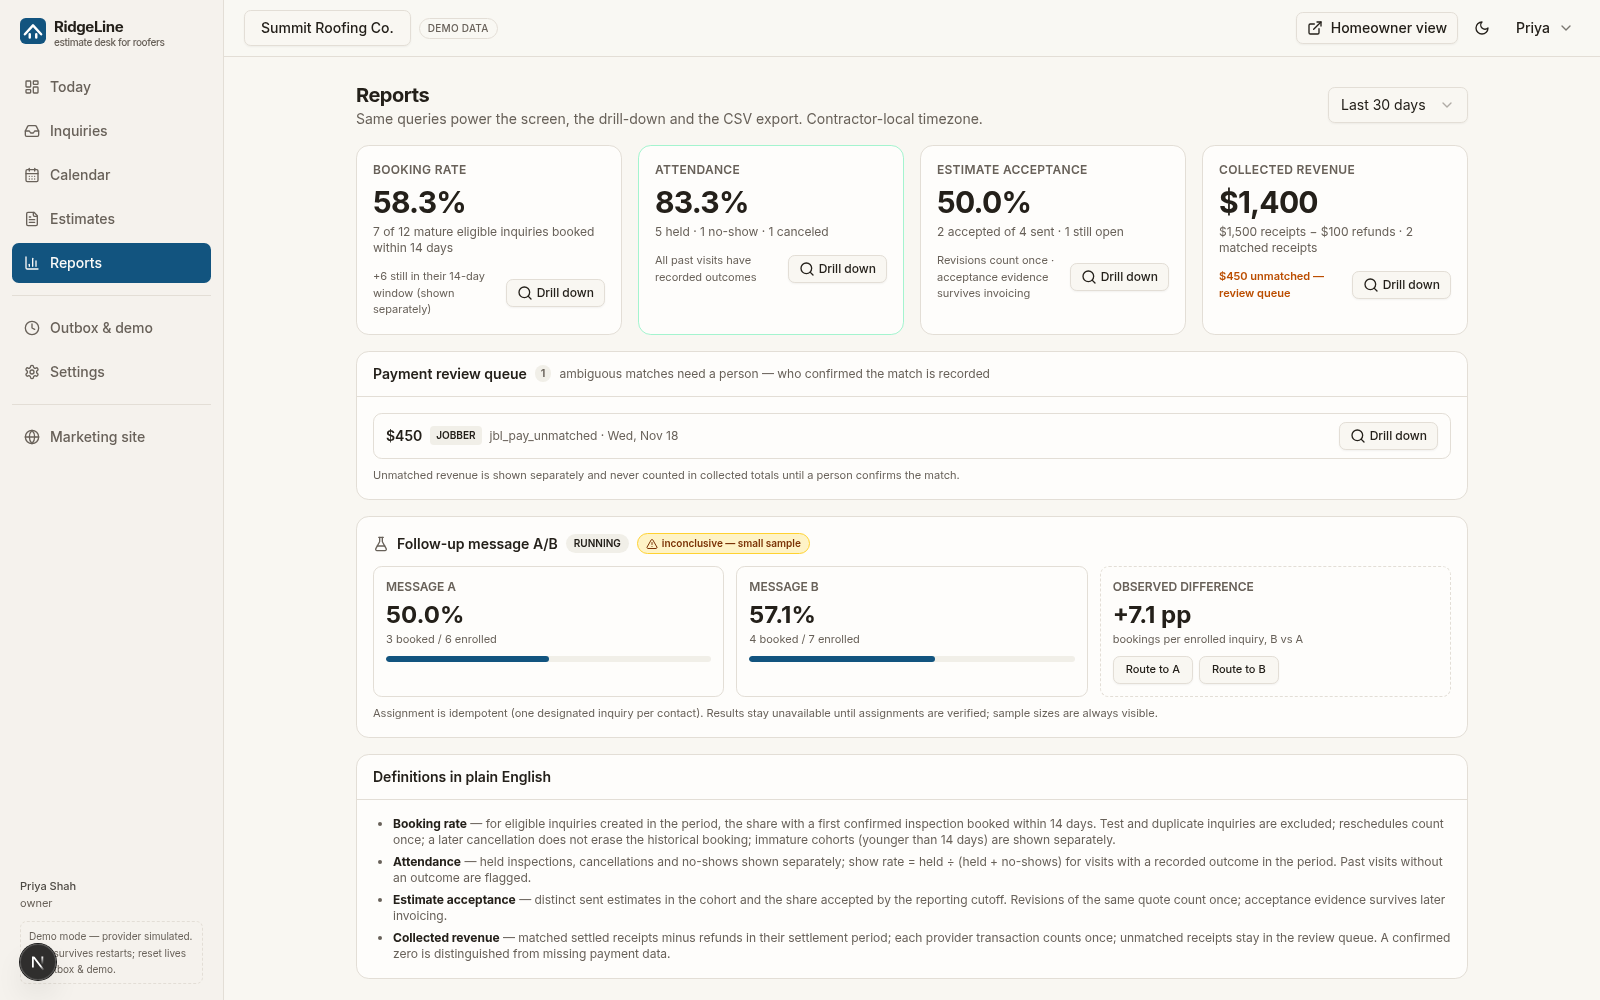 RidgeLine
estimate desk for roofers
Summit Roofing Co.
DEMO DATA
Homeowner view
Priya
Today
Inquiries
Calendar
Estimates
Reports
Outbox & demo
Settings
Marketing site
Reports
Same queries power the screen, the drill-down and the CSV export. Contractor-local timezone.
Last 30 days
BOOKING RATE
58.3%
7 of 12 mature eligible inquiries booked
within 14 days
+6 still in their 14-day
window (shown
separately)
Drill down
ATTENDANCE
83.3%
5 held · 1 no-show · 1 canceled
All past visits have
recorded outcomes
Drill down
ESTIMATE ACCEPTANCE
50.0%
2 accepted of 4 sent · 1 still open
Revisions count once ·
acceptance evidence
survives invoicing
Drill down
COLLECTED REVENUE
$1,400
$1,500 receipts − $100 refunds · 2
matched receipts
$450 unmatched —
review queue
Drill down
Payment review queue 1 ambiguous matches need a person — who confirmed the match is recorded
$450 JOBBER jbl_pay_unmatched · Wed, Nov 18
Drill down
Unmatched revenue is shown separately and never counted in collected totals until a person confirms the match.
Follow-up message A/B RUNNING inconclusive — small sample
MESSAGE A
50.0%
3 booked / 6 enrolled
MESSAGE B
57.1%
4 booked / 7 enrolled
OBSERVED DIFFERENCE
+7.1 pp
bookings per enrolled inquiry, B vs A
Route to A
Route to B
Assignment is idempotent (one designated inquiry per contact). Results stay unavailable until assignments are verified; sample sizes are always visible.
Definitions in plain English
• Booking rate — for eligible inquiries created in the period, the share with a first confirmed inspection booked within 14 days. Test and duplicate inquiries are excluded; reschedules count
once; a later cancellation does not erase the historical booking; immature cohorts (younger than 14 days) are shown separately.
• Attendance — held inspections, cancellations and no-shows shown separately; show rate = held ÷ (held + no-shows) for visits with a recorded outcome in the period. Past visits without
an outcome are flagged.
• Estimate acceptance — distinct sent estimates in the cohort and the share accepted by the reporting cutoff. Revisions of the same quote count once; acceptance evidence survives later
invoicing.
• Collected revenue — matched settled receipts minus refunds in their settlement period; each provider transaction counts once; unmatched receipts stay in the review queue. A confirmed
zero is distinguished from missing payment data.
Priya Shah
owner
Demo mode — provider simulated.
survives restarts; reset lives
& demo.
N